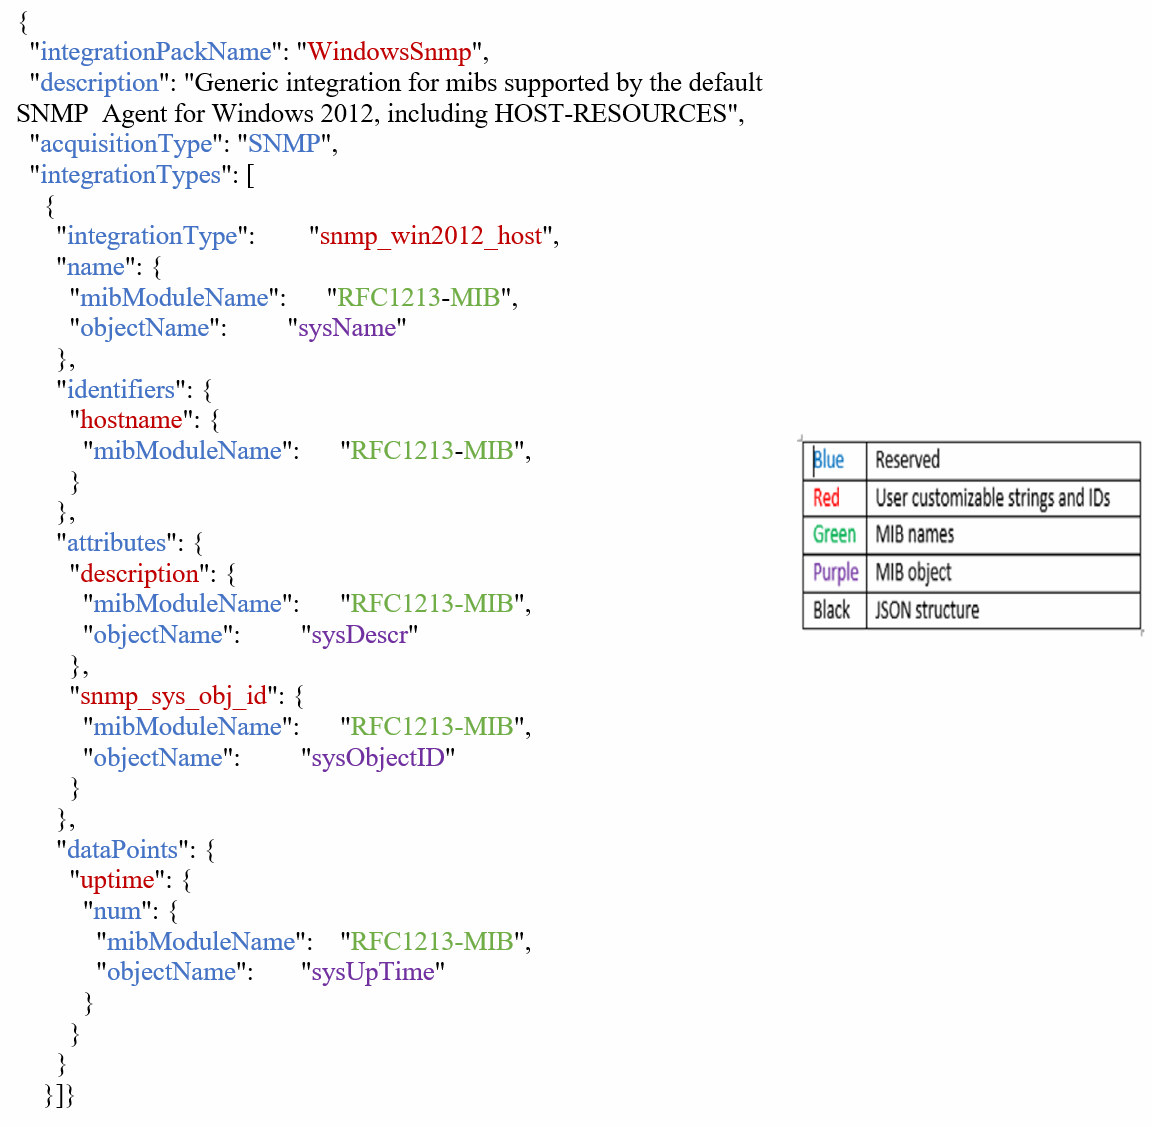 {
"integrationPackName": "WindowsSnmp",
"description": "Generic integration for mibs supported by the default
SNMP  Agent for Windows 2012, including HOST-RESOURCES",
"acquisitionType": "SNMP",
"integrationTypes": [
{
"integrationType": "snmp_win2012_host",
"name": {
"mibModuleName": "RFC1213-MIB",
"objectName": "sysName"
},
"identifiers": {
"hostname": {
"mibModuleName": "RFC1213-MIB",
}
},
"attributes": {
"description": {
"mibModuleName": "RFC1213-MIB",
"objectName": "sysDescr"
},
"snmp_sys_obj_id": {
"mibModuleName": "RFC1213-MIB",
"objectName": "sysObjectID"
}
},
"dataPoints": {
"uptime": {
"num": {
"mibModuleName": "RFC1213-MIB",
"objectName": "sysUpTime"
}
}
}
}]}
Blue Reserved
Red User customizable strings and IDs
Green MIB names
Purple MIB object
Black JSON structure